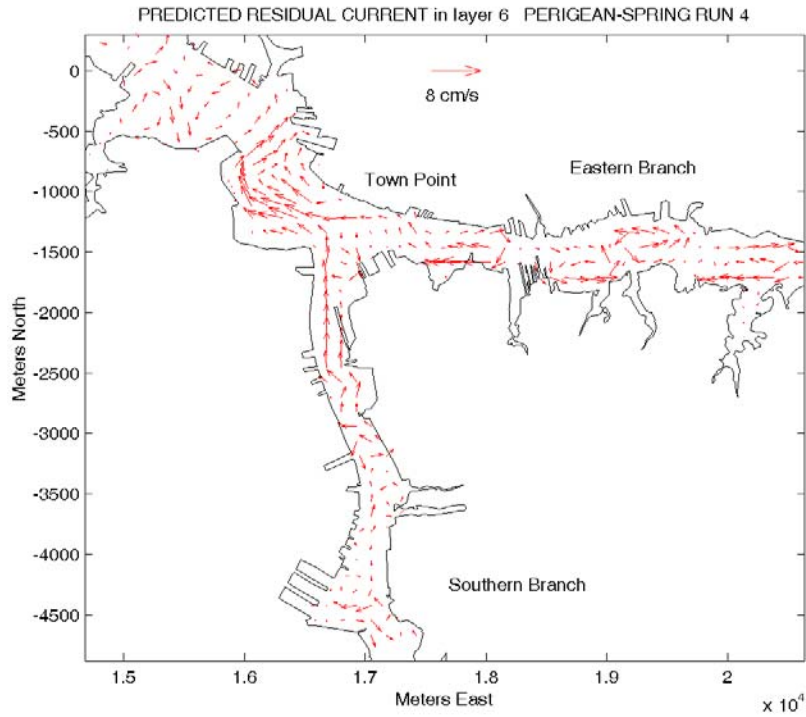 PREDICTED RESIDUAL CURRENT in layer 6 PERIGEAN-SPRING RUN 4
0
8 cm/s
-500
Eastern Branch
Town Point
-1000
-1500
Meters North
-2000
-2500
-3000
-3500
-4000
Southern Branch
-4500
1.5 1.6 1.7 1.8 1.9 2
Meters East
x 10^4